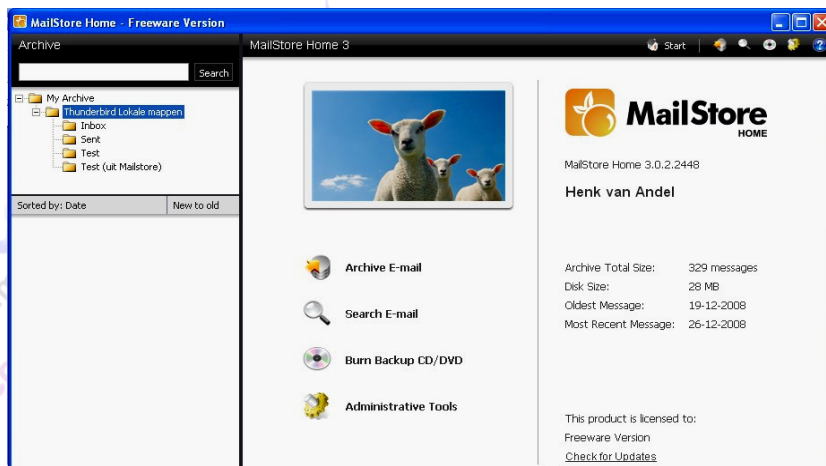 MailStore Home - Freeware Version
Archive
MailStore Home 3
Start
Search
My Archive
Thunderbird Lokale mappen
Inbox
Sent
Test
Test (uit Mailstore)
Sorted by: Date
New to old
Archive E-mail
Search E-mail
Burn Backup CD/DVD
Administrative Tools
MailStore
HOME
MailStore Home 3.0.2.2448
Henk van Andel
Archive Total Size: 329 messages
Disk Size: 28 MB
Oldest Message: 19-12-2008
Most Recent Message: 26-12-2008
This product is licensed to:
Freeware Version
Check for Updates